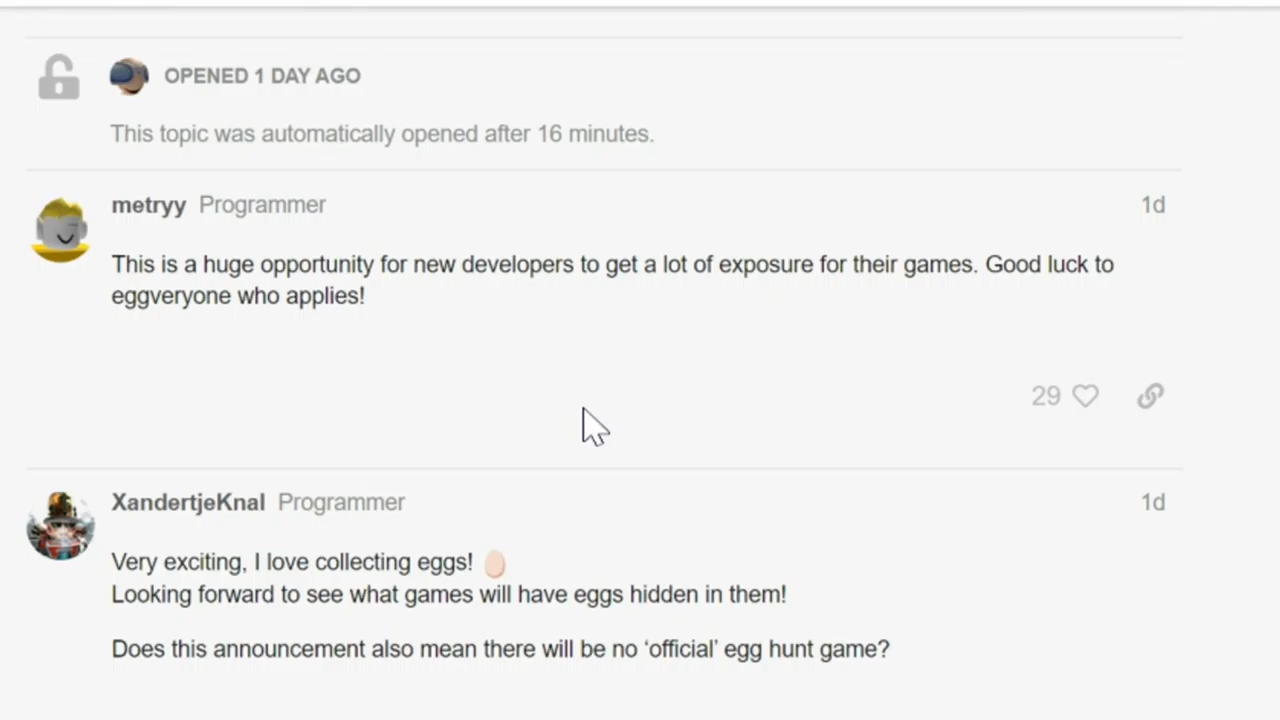 OPENED 1 DAY AGO
This topic was automatically opened after 16 minutes.
metryy Programmer 1d
This is a huge opportunity for new developers to get a lot of exposure for their games. Good luck to
eggveryone who applies!
29
XandertjeKnal Programmer 1d
Very exciting, I love collecting eggs!
Looking forward to see what games will have eggs hidden in them!
Does this announcement also mean there will be no ‘official’ egg hunt game?